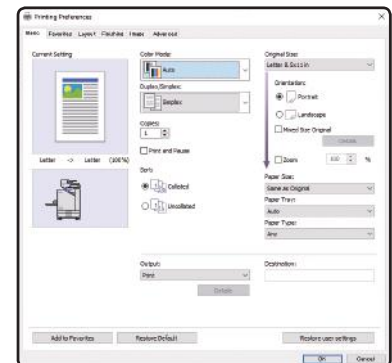 Printing Preferences
Basic Favorites Layout Finishing Image Advanced
Current Setting
Letter -> Letter (100%)
Color Mode:
Auto
Duplex/Simplex:
Simplex
Copies:
1
Print and Pause
Sort:
Collated
Uncollated
Output:
Print
Details
Original Size:
Letter 8.5x11in
Orientation:
Portrait
Landscape
Mixed Size Original
Details
Zoom 100 %
Paper Size:
Same as Original
Paper Tray:
Auto
Paper Type:
Any
Destination:
Add to Favorites Restore Default Restore user settings
OK Cancel